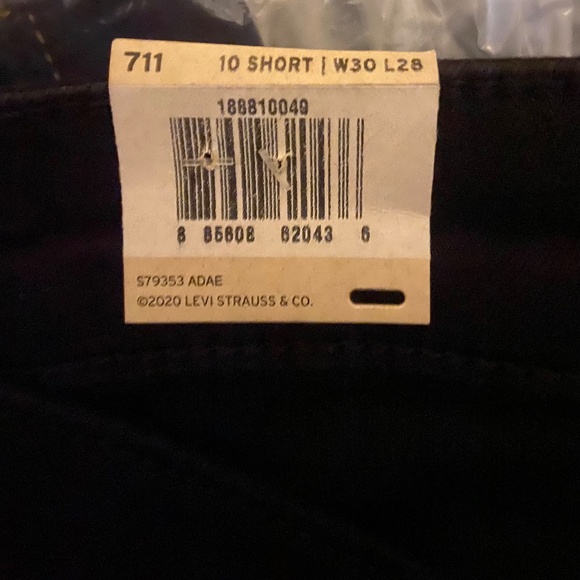 711 10 SHORT | W30 L28
188810049
8 85608 62043 6
S79353 ADAE
©2020 LEVI STRAUSS & CO.